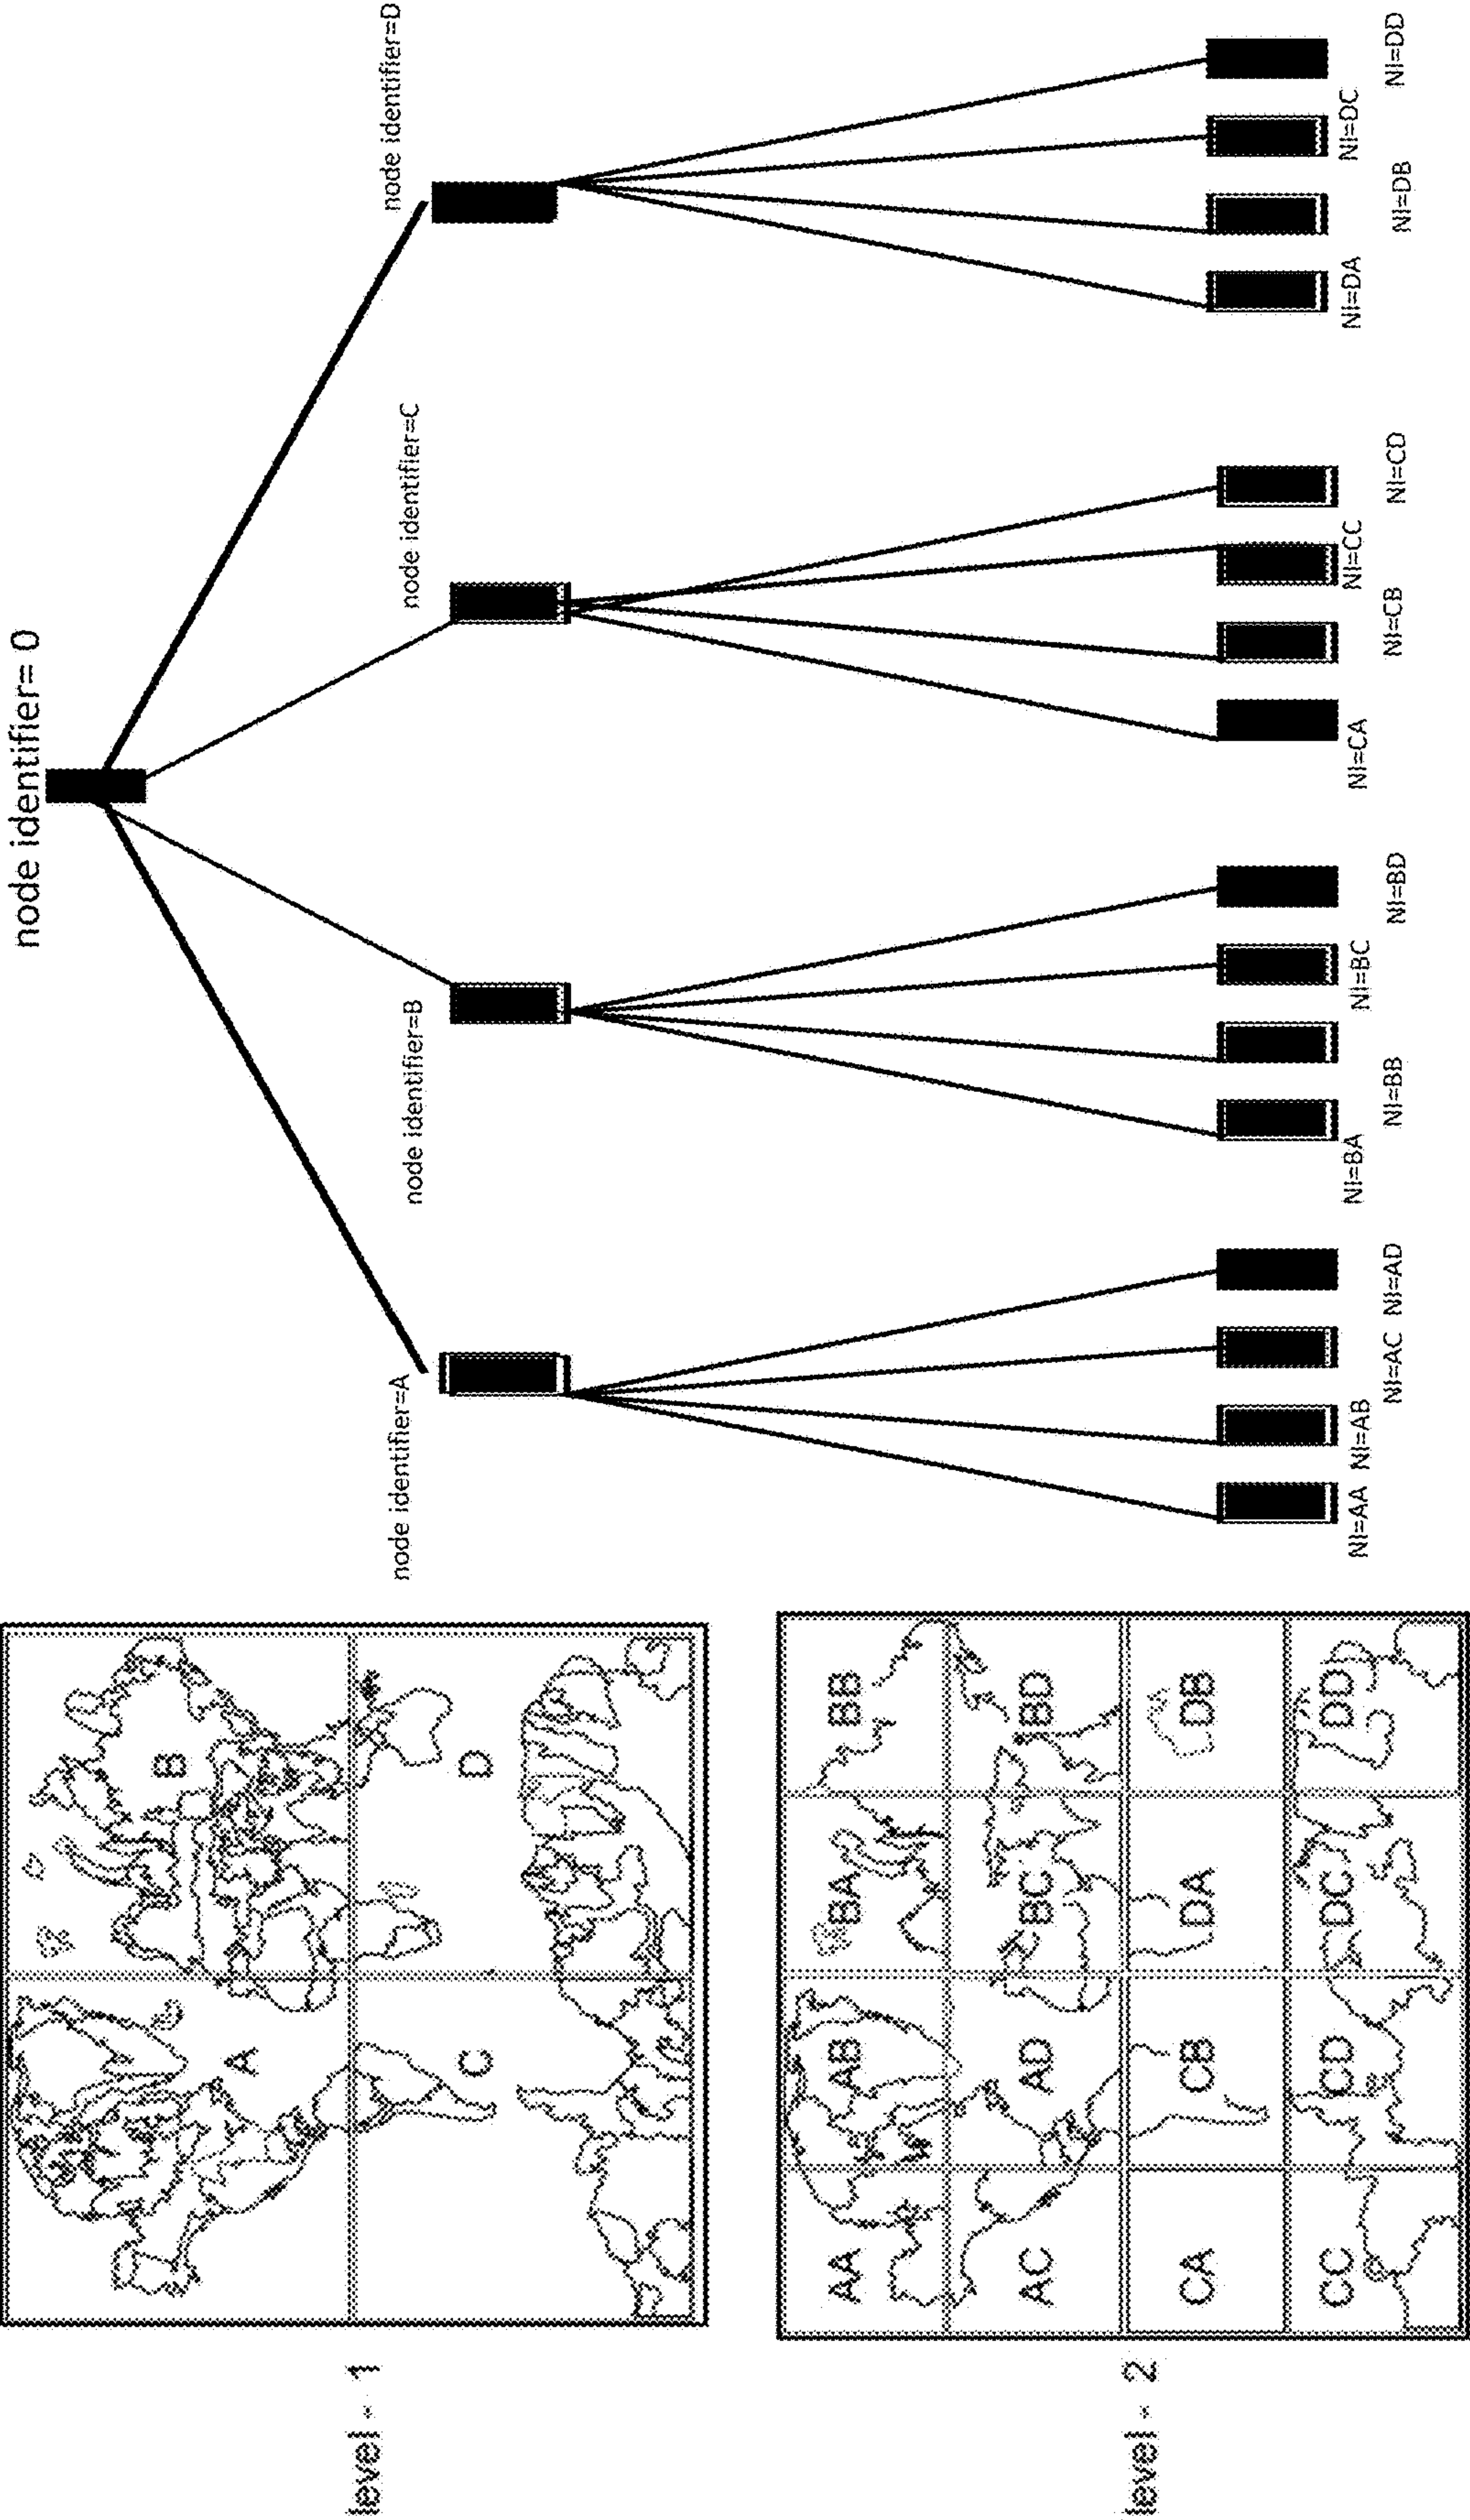 level - 1
A
B
C
D
level - 2
AA
AB
BA
BB
AC
AD
BC
BD
CA
CB
DA
DB
CC
CD
DC
DD
node identifier= 0
node identifier=A
node identifier=B
node identifier=C
node identifier=D
NI=AA
NI=AB
NI=AC
NI=AD
NI=BA
NI=BB
NI=BC
NI=BD
NI=CA
NI=CB
NI=CC
NI=CD
NI=DA
NI=DB
NI=DC
NI=DD